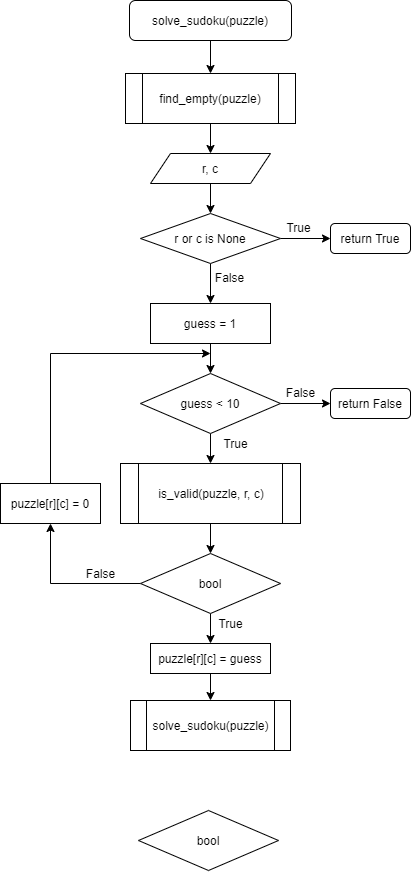 solve_sudoku(puzzle)
find_empty(puzzle)
r, c
r or c is None
True
return True
False
guess = 1
guess < 10
False
return False
True
is_valid(puzzle, r, c)
puzzle[r][c] = 0
False
bool
True
puzzle[r][c] = guess
solve_sudoku(puzzle)
bool